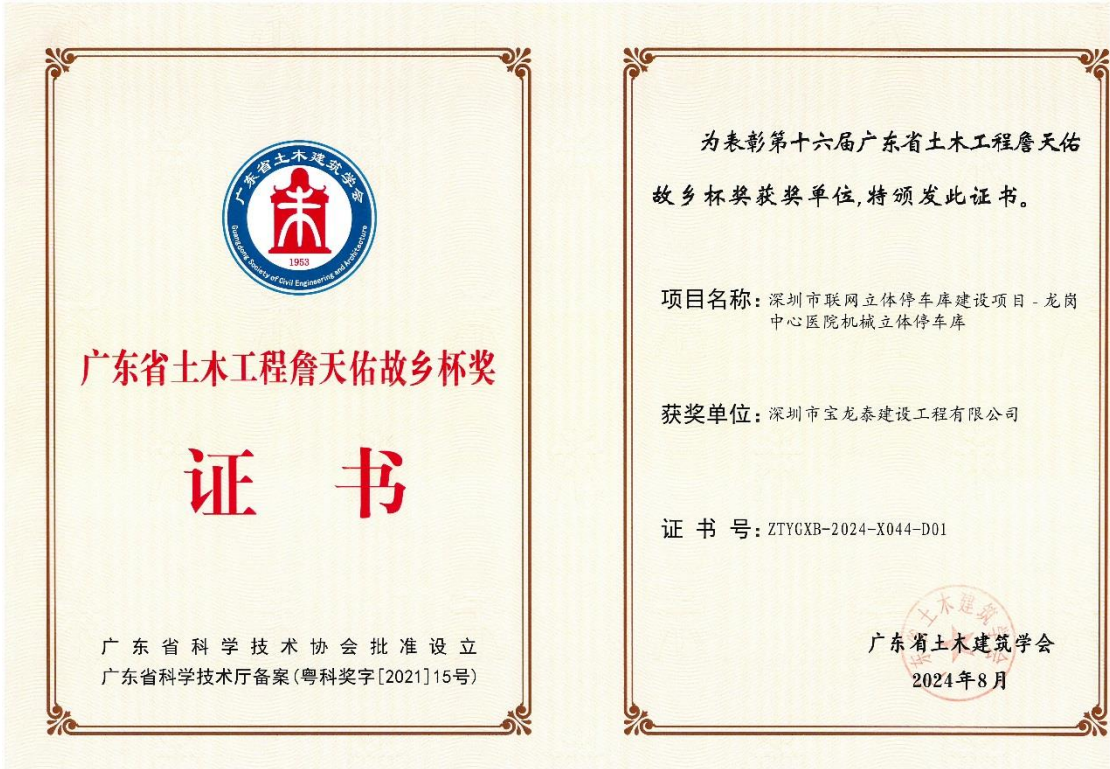 广东省土木建筑学会
1953
Guangdong Society of Civil Engineering and Architecture
广东省土木工程詹天佑故乡杯奖
证 书
广东省科学技术协会批准设立
广东省科学技术厅备案(粤科奖字[2021]15号)
为表彰第十六届广东省土木工程詹天佑
故乡杯奖获奖单位,特颁发此证书。
项目名称:深圳市联网立体停车库建设项目-龙岗
中心医院机械立体停车库
获奖单位:深圳市宝龙泰建设工程有限公司
证 书 号:ZTYGXB-2024-X044-D01
广东省土木建筑学会
2024年8月
东省土木建筑学会